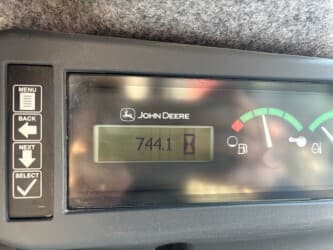 MENU
BACK
NEXT
SELECT
JOHN DEERE
744.1